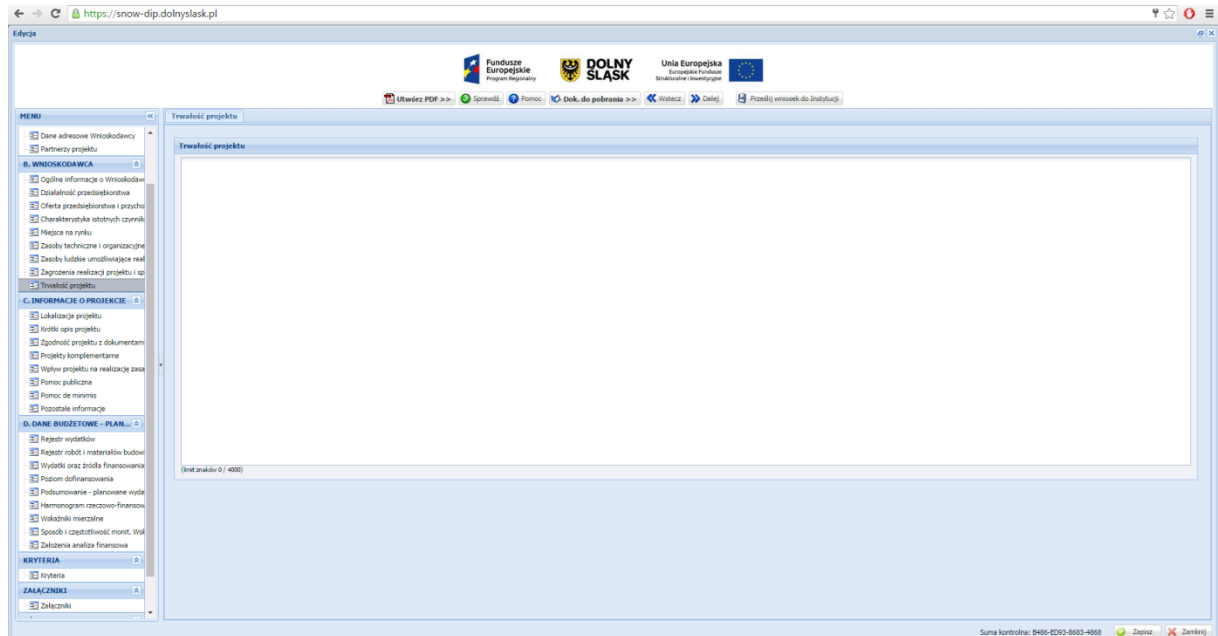 https://snow-dip.dolnyslask.pl
Edycja
Fundusze
Europejskie
Program Regionalny
DOLNY
ŚLĄSK
Unia Europejska
Europejskie Fundusze
Strukturalne i Inwestycyjne
Utwórz PDF >> Sprawdź Pomoc Dok. do pobrania >> Wstecz Dalej Prześlij wniosek do Instytucji
MENU
Trwałość projektu
Dane adresowe Wnioskodawcy
Partnerzy projektu
B. WNIOSKODAWCA
Ogólne informacje o Wnioskodaw
Działalność przedsiębiorstwa
Oferta przedsiębiorstwa i przycho
Charakterystyka istotnych czynnik
Miejsce na rynku
Zasoby techniczne i organizacyjne
Zasoby ludzkie umożliwiające real
Zagrożenia realizacji projektu i sp
Trwałość projektu
C. INFORMACJE O PROJEKCIE
Lokalizacja projektu
Krótki opis projektu
Zgodność projektu z dokumentam
Projekty komplementarne
Wpływ projektu na realizację zasa
Pomoc publiczna
Pomoc de minimis
Pozostałe informacje
D. DANE BUDŻETOWE – PLAN...
Rejestr wydatków
Rejestr robót i materiałów budow
Wydatki oraz źródła finansowania
Poziom dofinansowania
Podsumowanie - planowane wyda
Harmonogram rzeczowo-finansow
Wskaźniki mierzalne
Sposób i częstotliwość monit. Wsk
Założenia analiza finansowa
KRYTERIA
Kryteria
ZAŁĄCZNIKI
Załączniki
Trwałość projektu
(limit znaków 0 / 4000)
Suma kontrolna: B486-ED93-8683-4868 Zapisz Zamknij